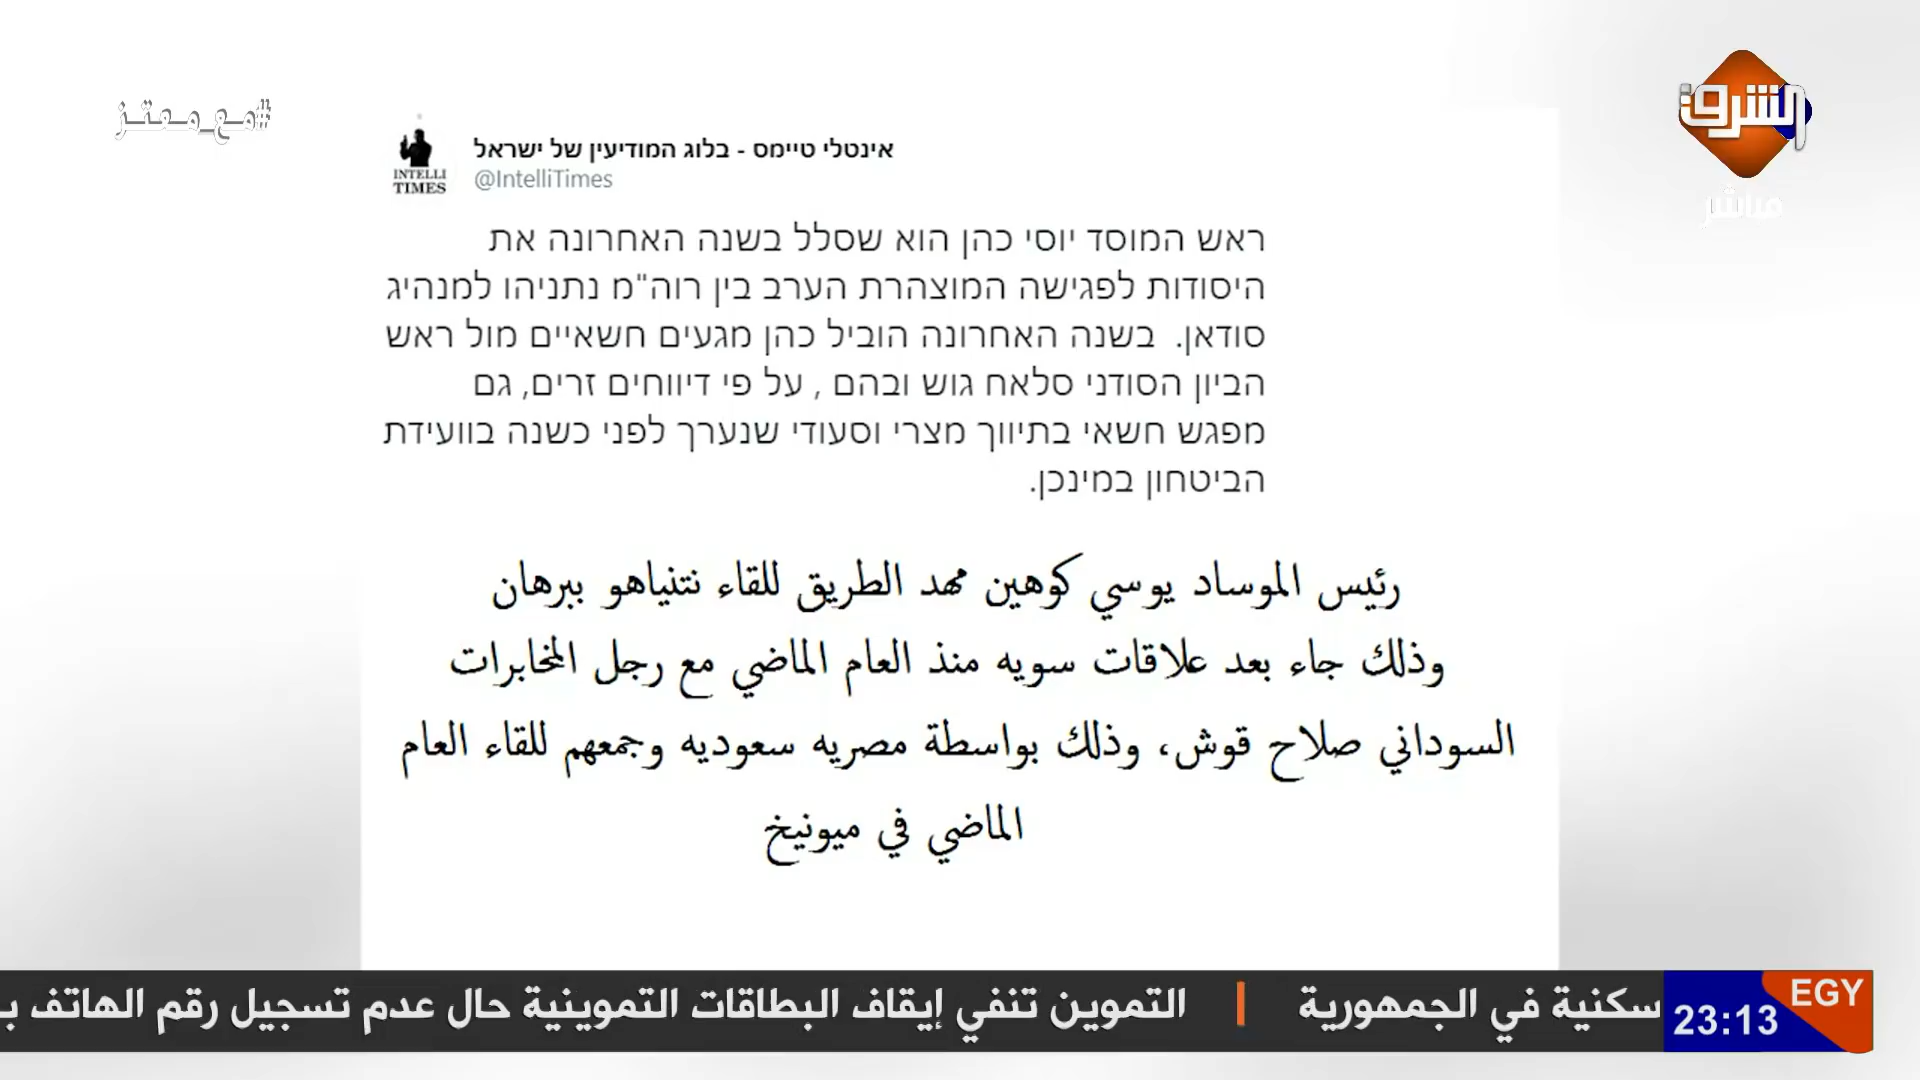 #مع_معتز
الشرق
مباشر
אינטלי טיימס - בלוג המודיעין של ישראל
@IntelliTimes
INTELLI
TIMES
ראש המוסד יוסי כהן הוא שסלל בשנה האחרונה את
היסודות לפגישה המוצהרת הערב בין רוה"מ נתניהו למנהיג
סודאן. בשנה האחרונה הוביל כהן מגעים חשאיים מול ראש
הביון הסודני סלאח גוש ובהם , על פי דיווחים זרים, גם
מפגש חשאי בתיווך מצרי וסעודי שנערך לפני כשנה בוועידת
הביטחון במינכן.
رئيس الموساد يوسي كوهين مهد الطريق للقاء نتنياهو ببرهان
وذلك جاء بعد علاقات سويه منذ العام الماضي مع رجل المخابرات
السوداني صلاح قوش، وذلك بواسطة مصريه سعوديه وجمعهم للقاء العام
الماضي في ميونيخ
سكنية في الجمهورية | التموين تنفي إيقاف البطاقات التموينية حال عدم تسجيل رقم الهاتف بـ
EGY
23:13